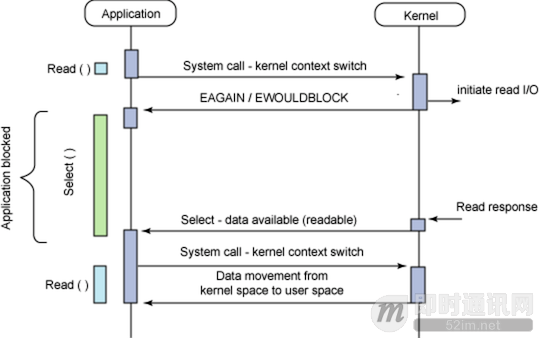 Application
Kernel
Read ( )
System call - kernel context switch
EAGAIN / EWOULDBLOCK
initiate read I/O
Application blocked
Select ( )
Read response
Select - data available (readable)
System call - kernel context switch
Read ( )
Data movement from
kernel space to user space
即时通讯网
52im.net